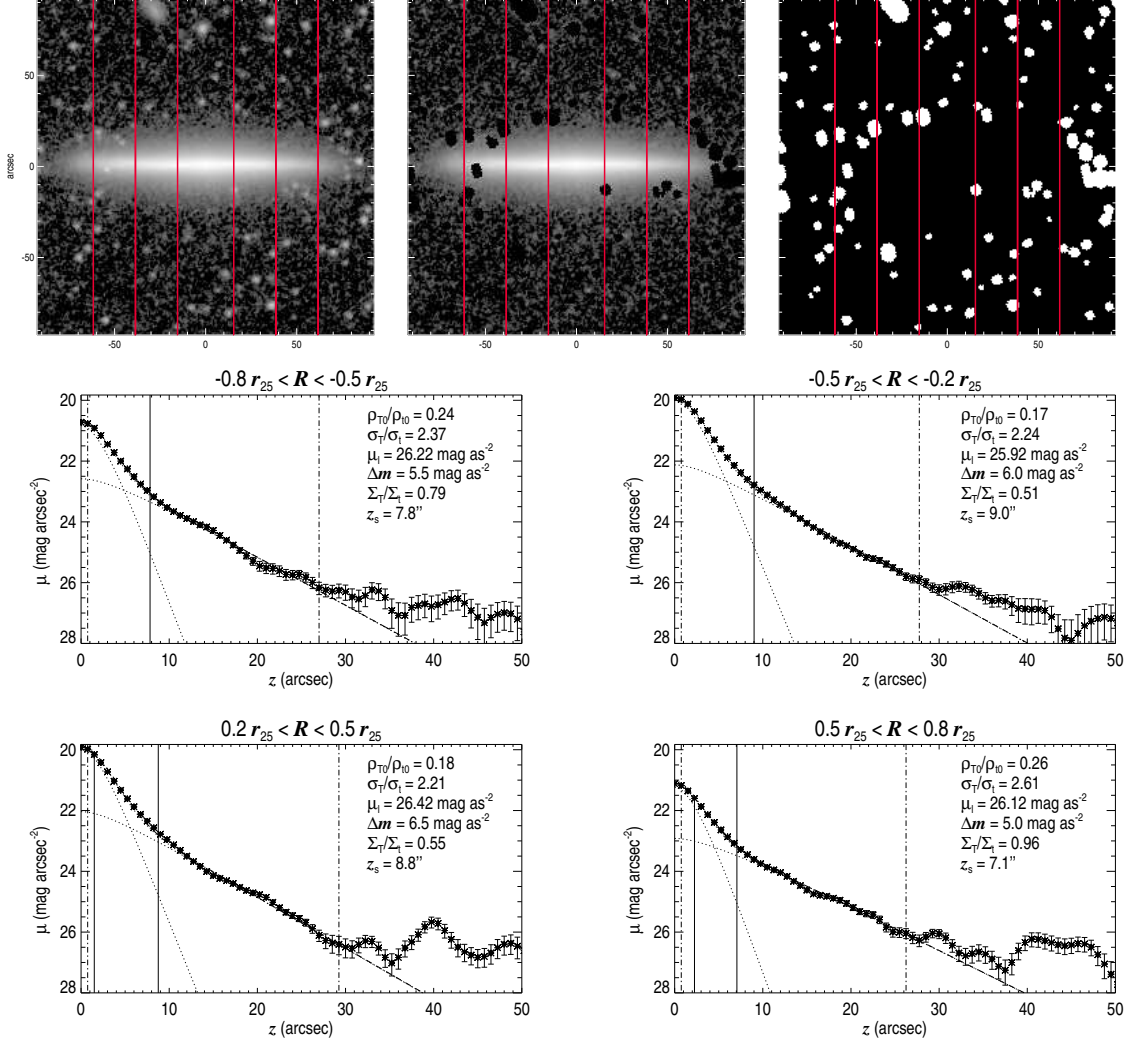 50
0
-50
arcsec
-50 0 50
-50 0 50
-50 0 50
-0.8 r25 < R < -0.5 r25
20
22
24
26
28
μ (mag arcsec-2)
ρT0/ρt0 = 0.24
σT/σt = 2.37
μl = 26.22 mag as-2
Δm = 5.5 mag as-2
ΣT/Σt = 0.79
zs = 7.8"
0 10 20 30 40 50
z (arcsec)
-0.5 r25 < R < -0.2 r25
20
22
24
26
28
μ (mag arcsec-2)
ρT0/ρt0 = 0.17
σT/σt = 2.24
μl = 25.92 mag as-2
Δm = 6.0 mag as-2
ΣT/Σt = 0.51
zs = 9.0"
0 10 20 30 40 50
z (arcsec)
0.2 r25 < R < 0.5 r25
20
22
24
26
28
μ (mag arcsec-2)
ρT0/ρt0 = 0.18
σT/σt = 2.21
μl = 26.42 mag as-2
Δm = 6.5 mag as-2
ΣT/Σt = 0.55
zs = 8.8"
0 10 20 30 40 50
z (arcsec)
0.5 r25 < R < 0.8 r25
20
22
24
26
28
μ (mag arcsec-2)
ρT0/ρt0 = 0.26
σT/σt = 2.61
μl = 26.12 mag as-2
Δm = 5.0 mag as-2
ΣT/Σt = 0.96
zs = 7.1"
0 10 20 30 40 50
z (arcsec)